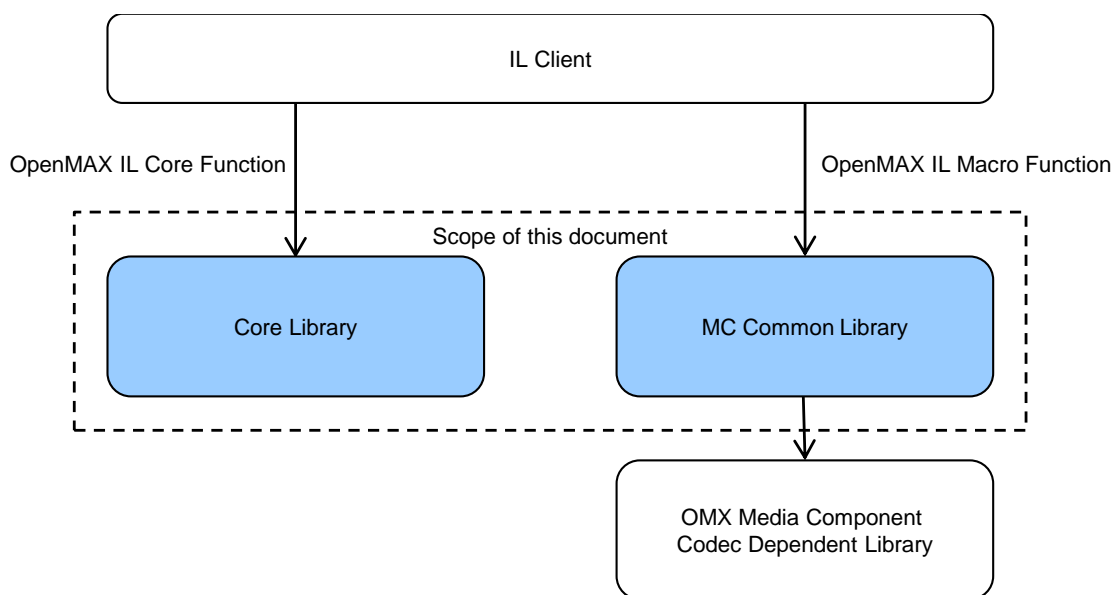 IL Client
OpenMAX IL Core Function
OpenMAX IL Macro Function
Scope of this document
Core Library
MC Common Library
OMX Media Component
Codec Dependent Library